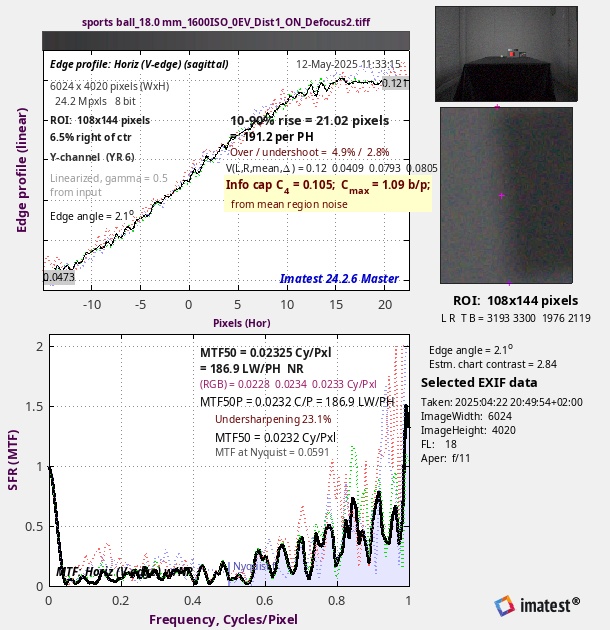 sports ball_18.0 mm_1600ISO_0EV_Dist1_ON_Defocus2.tiff
Edge profile: Horiz (V-edge) (sagittal)
12-May-2025 11:33:15
6024 x 4020 pixels (WxH)
24.2 Mpxls   8 bit
0.121
ROI:  108x144 pixels
10-90% rise = 21.02 pixels
6.5% right of ctr
191.2 per PH
Over / undershoot =  4.9% /  2.8%
Y-channel  (YR 6)
V(L,R,mean,Δ) = 0.12  0.0409  0.0793  0.0805
Linearized, gamma = 0.5
from input
Info cap C4 = 0.105;  Cmax = 1.09 b/p;
from mean region noise
Edge angle = 2.1o
0.0473
Imatest 24.2.6 Master
Edge profile (linear)
-10 -5 0 5 10 15 20
Pixels (Hor)
MTF50 = 0.02325 Cy/Pxl
= 186.9 LW/PH  NR
(RGB) = 0.0228  0.0234  0.0233 Cy/Pxl
MTF50P = 0.0232 C/P = 186.9 LW/PH
Undersharpening 23.1%
MTF50 = 0.0232 Cy/Pxl
MTF at Nyquist = 0.0591
2
1.5
1
0.5
0
SFR (MTF)
MTF: Horiz
Nyquist
0 0.2 0.4 0.6 0.8 1
Frequency, Cycles/Pixel
ROI:  108x144 pixels
L R  T B = 3193 3300  1976 2119
Edge angle = 2.1o
Estm. chart contrast = 2.84
Selected EXIF data
Taken: 2025:04:22 20:49:54+02:00
ImageWidth:  6024
ImageHeight:  4020
FL:   18
Aper:  f/11
imatest®